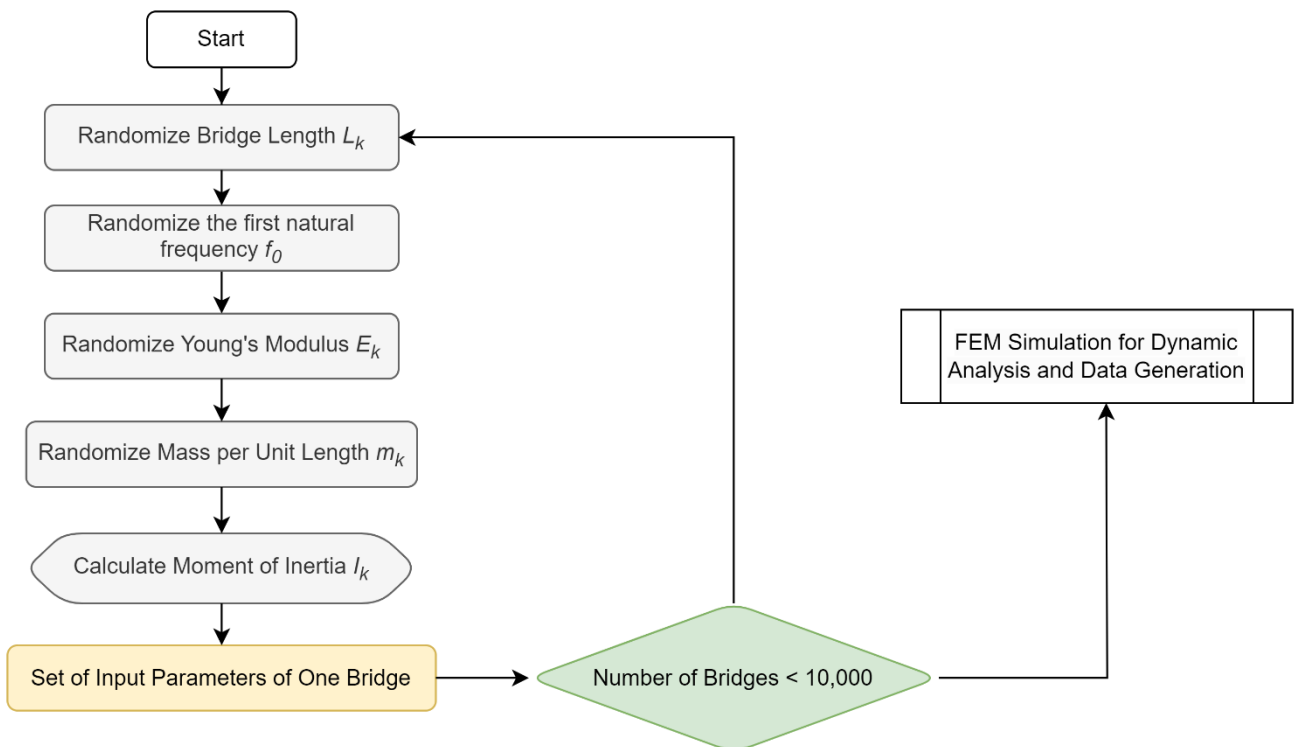 Start
Randomize Bridge Length L_k
Randomize the first natural
frequency f_0
Randomize Young's Modulus E_k
Randomize Mass per Unit Length m_k
Calculate Moment of Inertia I_k
Set of Input Parameters of One Bridge
Number of Bridges < 10,000
FEM Simulation for Dynamic
Analysis and Data Generation